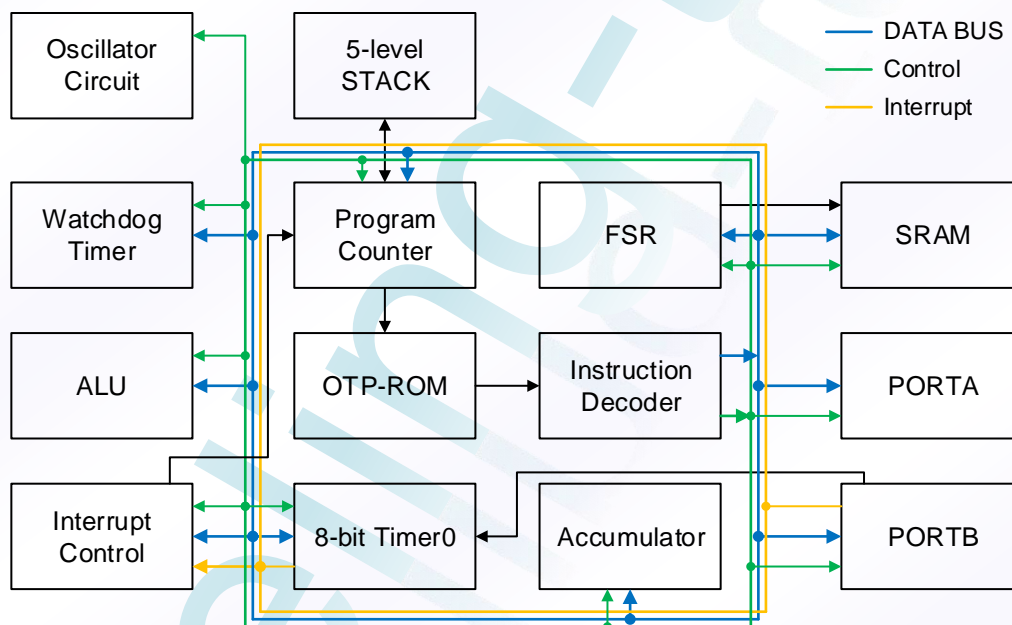 Oscillator
Circuit
5-level
STACK
DATA BUS
Control
Interrupt
Watchdog
Timer
Program
Counter
FSR
SRAM
ALU
OTP-ROM
Instruction
Decoder
PORTA
Interrupt
Control
8-bit Timer0
Accumulator
PORTB